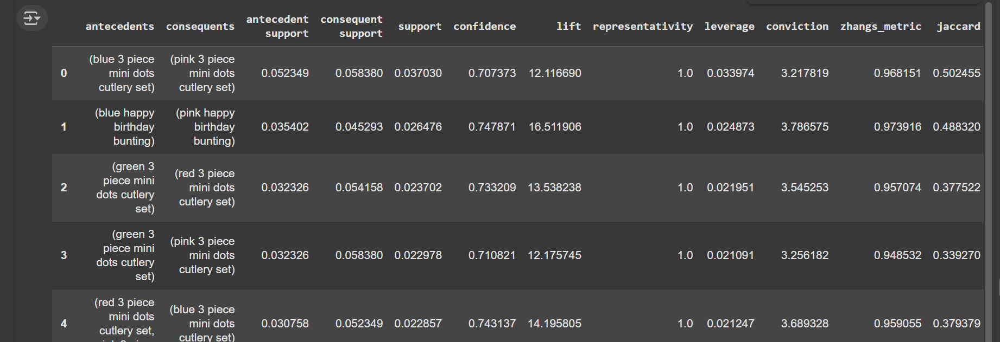 antecedents consequents antecedent support consequent support support confidence lift representativity leverage conviction zhangs_metric jaccard
0 (blue 3 piece mini dots cutlery set) (pink 3 piece mini dots cutlery set) 0.052349 0.058380 0.037030 0.707373 12.116690 1.0 0.033974 3.217819 0.968151 0.502455
1 (blue happy birthday bunting) (pink happy birthday bunting) 0.035402 0.045293 0.026476 0.747871 16.511906 1.0 0.024873 3.786575 0.973916 0.488320
2 (green 3 piece mini dots cutlery set) (red 3 piece mini dots cutlery set) 0.032326 0.054158 0.023702 0.733209 13.538238 1.0 0.021951 3.545253 0.957074 0.377522
3 (green 3 piece mini dots cutlery set) (pink 3 piece mini dots cutlery set) 0.032326 0.058380 0.022978 0.710821 12.175745 1.0 0.021091 3.256182 0.948532 0.339270
4 (red 3 piece mini dots cutlery set, (blue 3 piece mini dots cutlery set) 0.030758 0.052349 0.022857 0.743137 14.195805 1.0 0.021247 3.689328 0.959055 0.379379